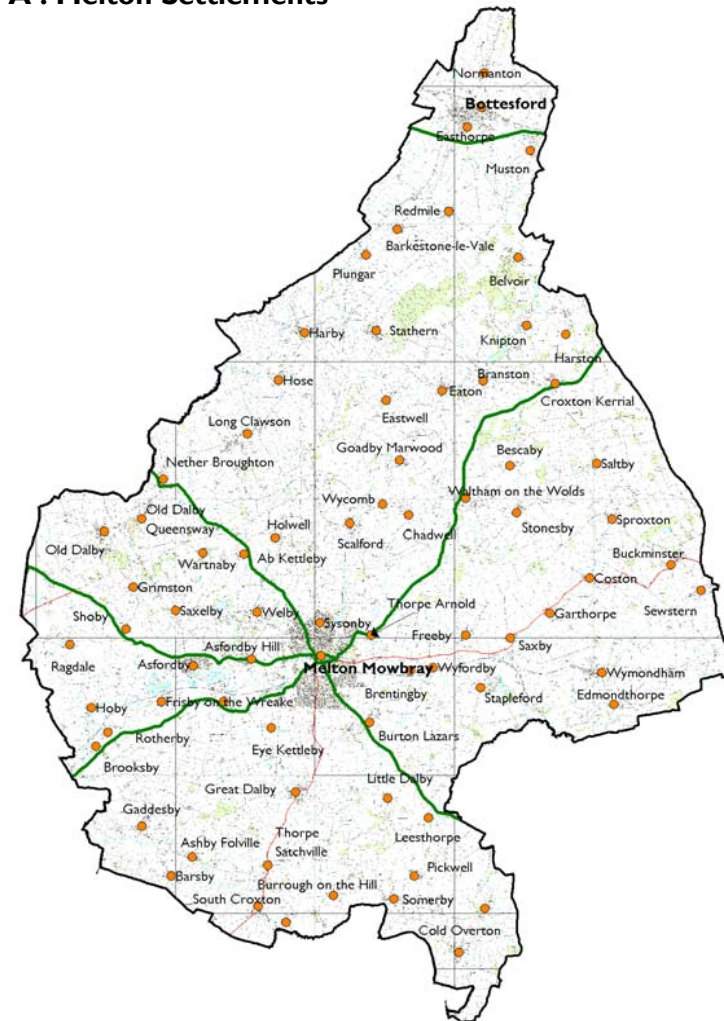 A : Melton Settlements
Normanton
Bottesford
Easthorpe
Muston
Redmile
Barkestone-le-Vale
Plungar
Belvoir
Harby
Stathern
Knipton
Harston
Hose
Branston
Eaton
Croxton Kerrial
Eastwell
Long Clawson
Goadby Marwood
Bescaby
Saltby
Nether Broughton
Waltham on the Wolds
Wycomb
Old Dalby
Queensway
Holwell
Scalford
Chadwell
Stonesby
Sproxton
Old Dalby
Wartnaby
Ab Kettleby
Buckminster
Coston
Grimston
Thorpe Arnold
Sewstern
Shoby
Saxelby
Welby
Sysonby
Garthorpe
Freeby
Saxby
Ragdale
Asfordby Hill
Asfordby
Melton Mowbray
Wyfordby
Wymondham
Brentingby
Stapleford
Edmondthorpe
Hoby
Frisby on the Wreake
Rotherby
Burton Lazars
Eye Kettleby
Brooksby
Little Dalby
Great Dalby
Gaddesby
Leesthorpe
Thorpe
Satchville
Ashby Folville
Pickwell
Barsby
Burrough on the Hill
South Croxton
Somerby
Cold Overton